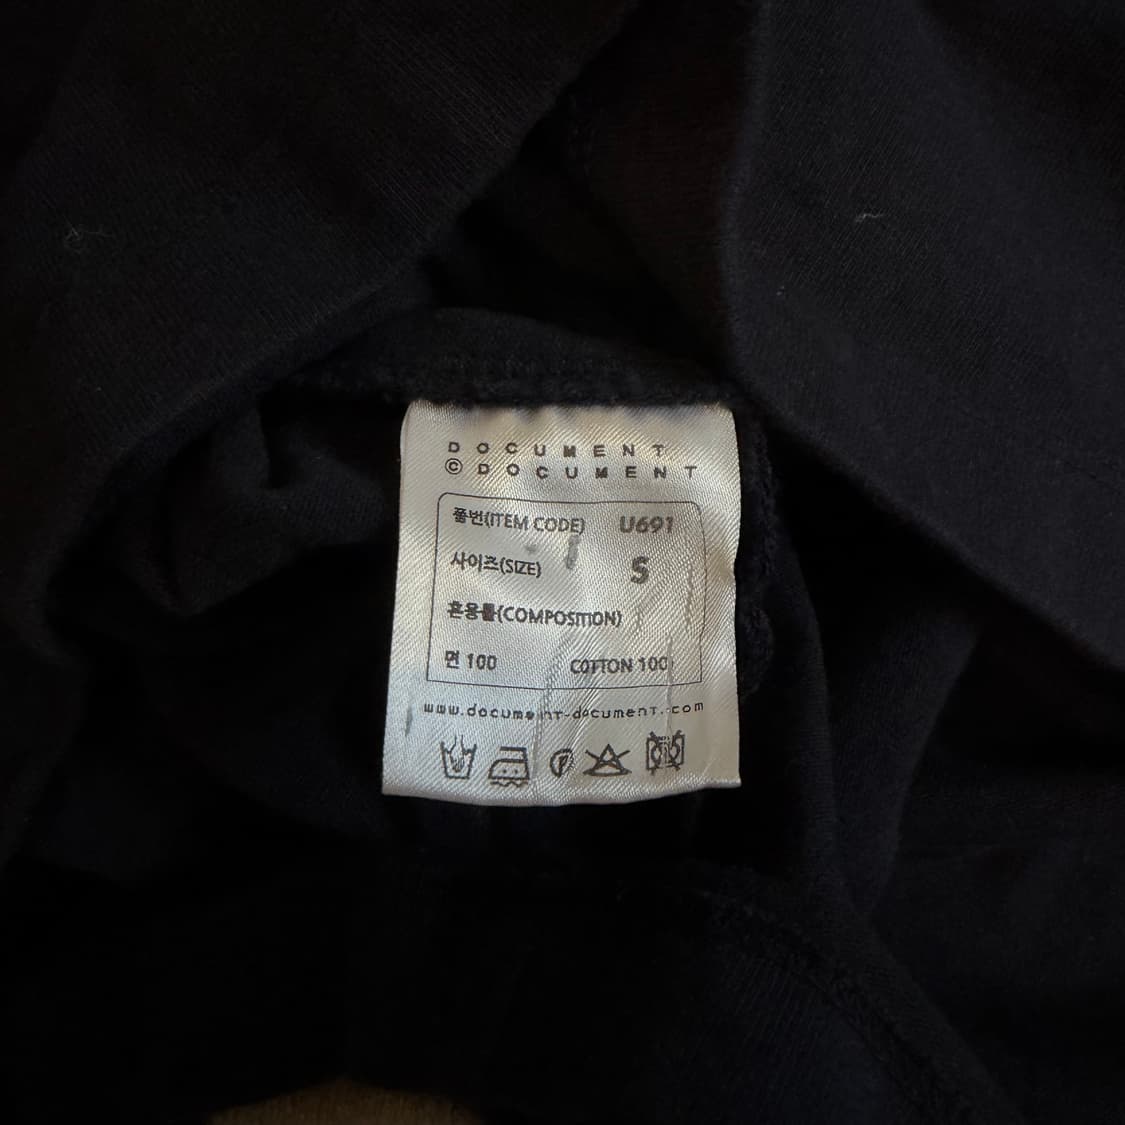 DOCUMENT
©DOCUMENT
품번(ITEM CODE) U691
사이즈(SIZE) S
혼용률(COMPOSITION)
면 100 COTTON 100
www.document-document.com